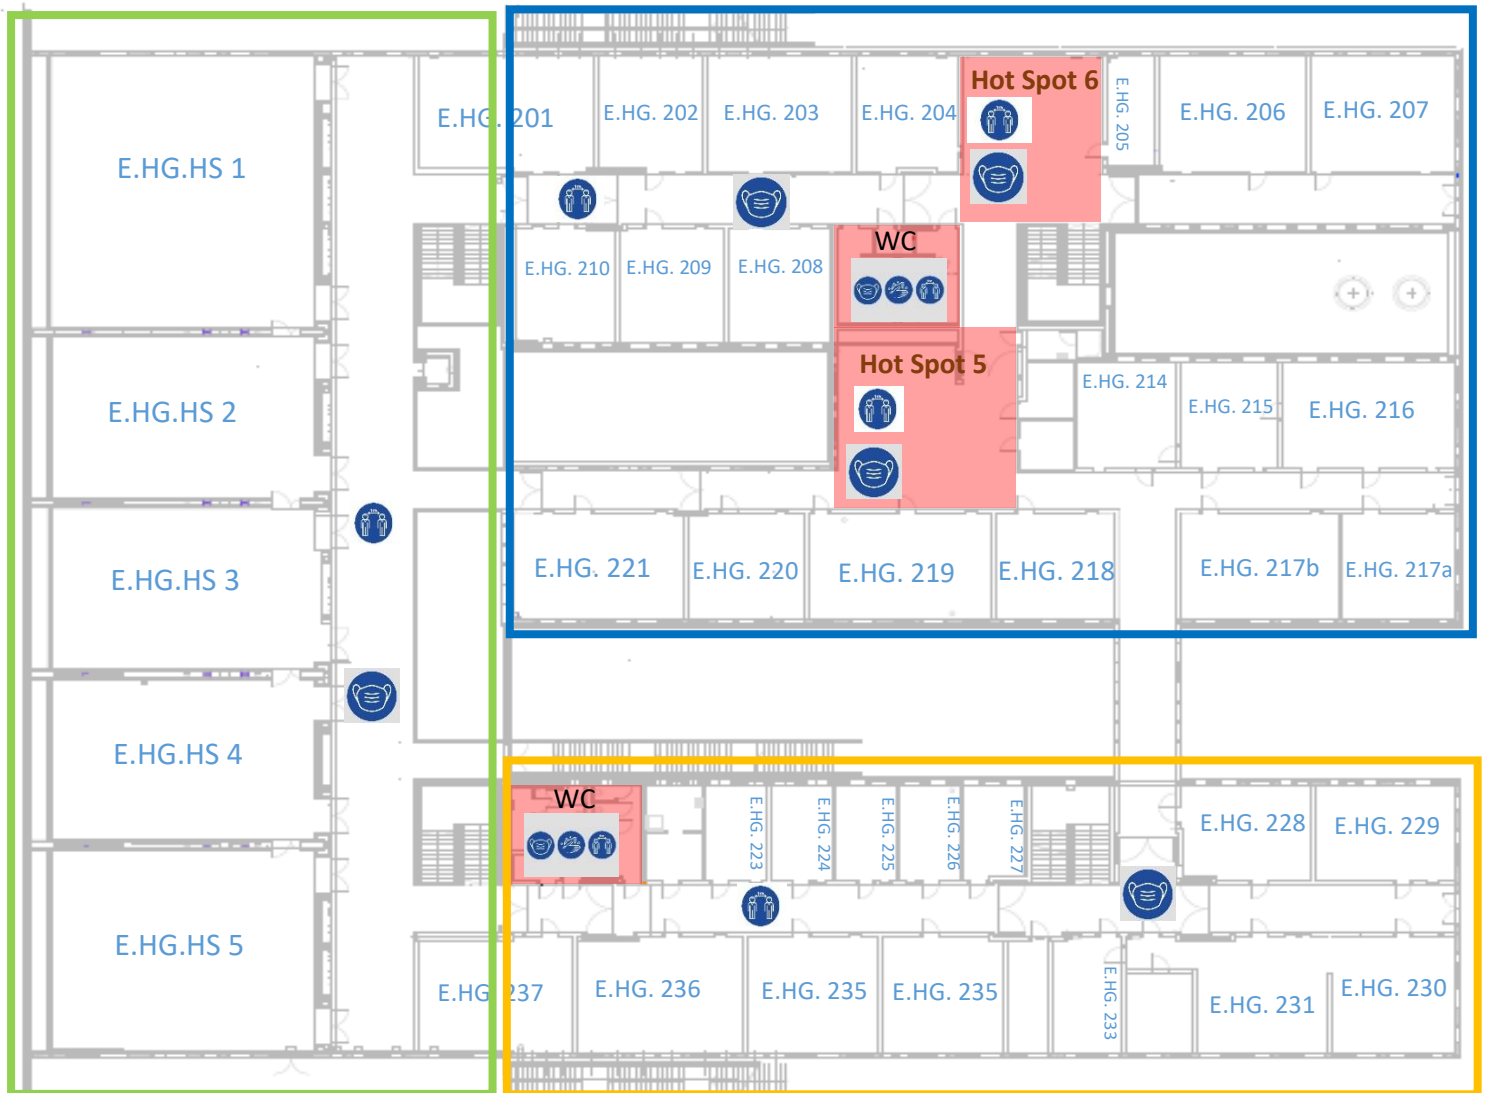 E.HG.HS 1
E.HG.HS 2
E.HG.HS 3
E.HG.HS 4
E.HG.HS 5
E.HG. 201
E.HG. 202
E.HG. 203
E.HG. 204
Hot Spot 6
E.HG. 205
E.HG. 206
E.HG. 207
WC
E.HG. 210
E.HG. 209
E.HG. 208
Hot Spot 5
E.HG. 214
E.HG. 215
E.HG. 216
E.HG. 221
E.HG. 220
E.HG. 219
E.HG. 218
E.HG. 217b
E.HG. 217a
WC
E.HG. 223
E.HG. 224
E.HG. 225
E.HG. 226
E.HG. 227
E.HG. 228
E.HG. 229
E.HG. 237
E.HG. 236
E.HG. 235
E.HG. 235
E.HG. 233
E.HG. 231
E.HG. 230